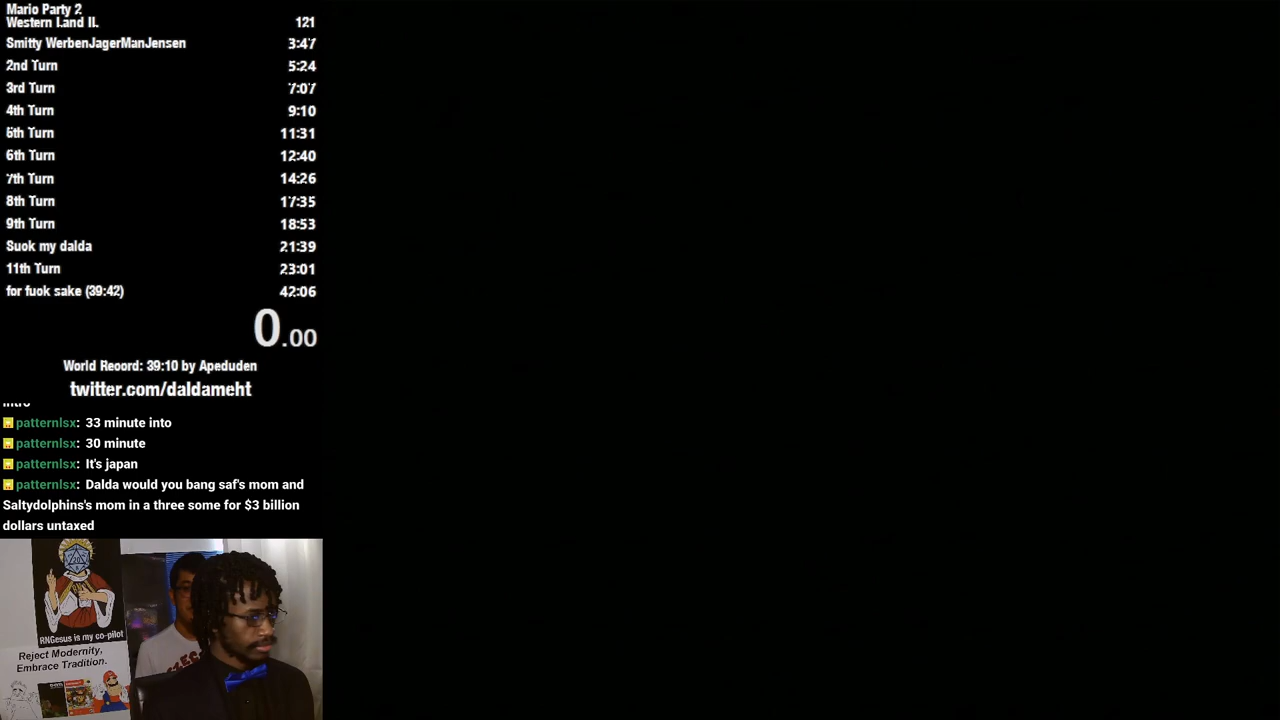 Mario Party 2
Western Land II. 121
Smitty WerbenJagerManJensen 3:47
2nd Turn 5:24
3rd Turn 7:07
4th Turn 9:10
5th Turn 11:31
6th Turn 12:40
7th Turn 14:26
8th Turn 17:35
9th Turn 18:53
Suok my dalda 21:39
11th Turn 23:01
for fuok sake (39:42) 42:06
0.00
World Reoord: 39:10 by Apeduden
twitter.com/daldameht
intro
patternlsx: 33 minute into
patternlsx: 30 minute
patternlsx: It's japan
patternlsx: Dalda would you bang saf's mom and
Saltydolphins's mom in a three some for $3 billion
dollars untaxed
RNGesus is my co-pilot
Reject Modernity,
Embrace Tradition.